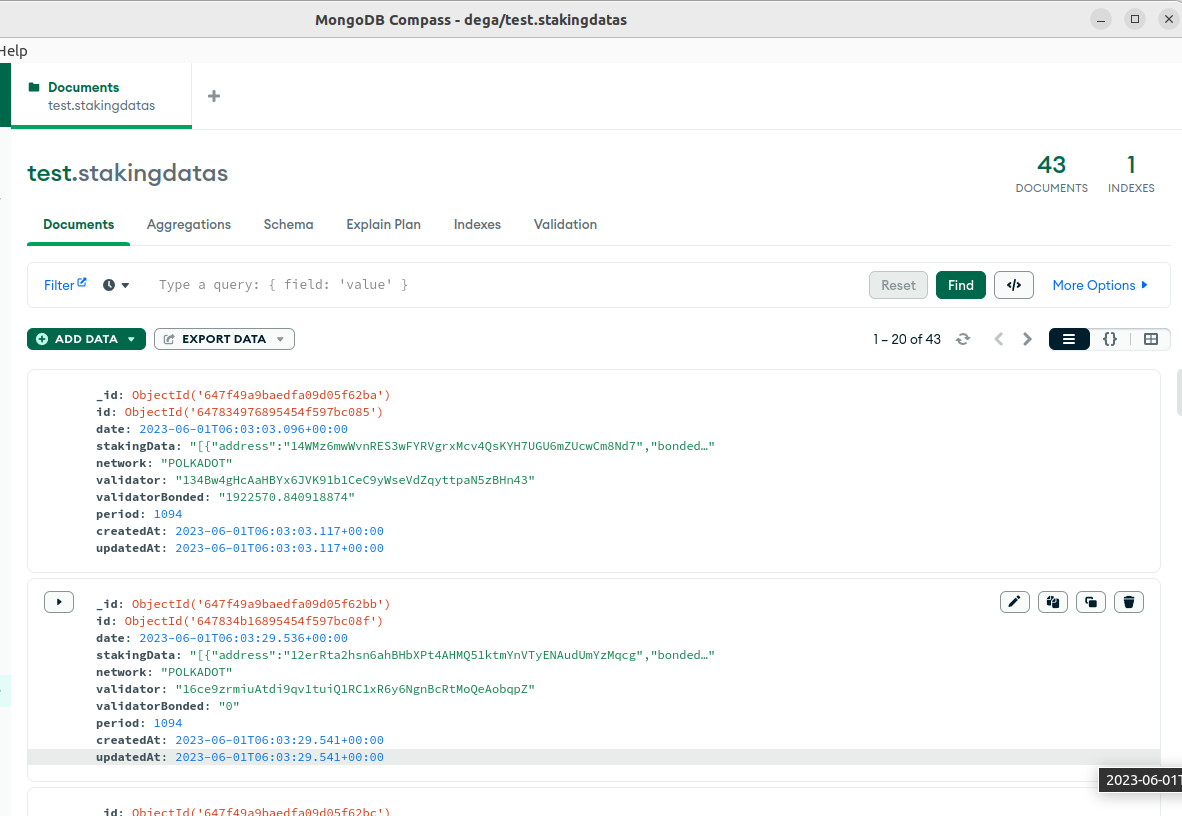 MongoDB Compass - dega/test.stakingdatas
Help
Documents
test.stakingdatas
test.stakingdatas
43
DOCUMENTS
1
INDEXES
Documents Aggregations Schema Explain Plan Indexes Validation
Filter Type a query: { field: 'value' } Reset Find </> More Options
ADD DATA EXPORT DATA 1 – 20 of 43 {}
_id: ObjectId('647f49a9baedfa09d05f62ba')
id: ObjectId('647834976895454f597bc085')
date: 2023-06-01T06:03:03.096+00:00
stakingData: "[{"address":"14WMz6mwWvnRES3wFYRVgrxMcv4QsKYH7UGU6mZUcwCm8Nd7","bonded…"
network: "POLKADOT"
validator: "134Bw4gHcAaHBYx6JVK91b1CeC9yWseVdZqyttpaN5zBHn43"
validatorBonded: "1922570.840918874"
period: 1094
createdAt: 2023-06-01T06:03:03.117+00:00
updatedAt: 2023-06-01T06:03:03.117+00:00
_id: ObjectId('647f49a9baedfa09d05f62bb')
id: ObjectId('647834b16895454f597bc08f')
date: 2023-06-01T06:03:29.536+00:00
stakingData: "[{"address":"12erRta2hsn6ahBHbXPt4AHMQ51ktmYnVTyENAudUmYzMqcg","bonded…"
network: "POLKADOT"
validator: "16ce9zrmiuAtdi9qv1tuiQ1RC1xR6y6NgnBcRtMoQeAobqpZ"
validatorBonded: "0"
period: 1094
createdAt: 2023-06-01T06:03:29.541+00:00
updatedAt: 2023-06-01T06:03:29.541+00:00
2023-06-01T
_id: ObjectId('647f49a9baedfa09d05f62bc')